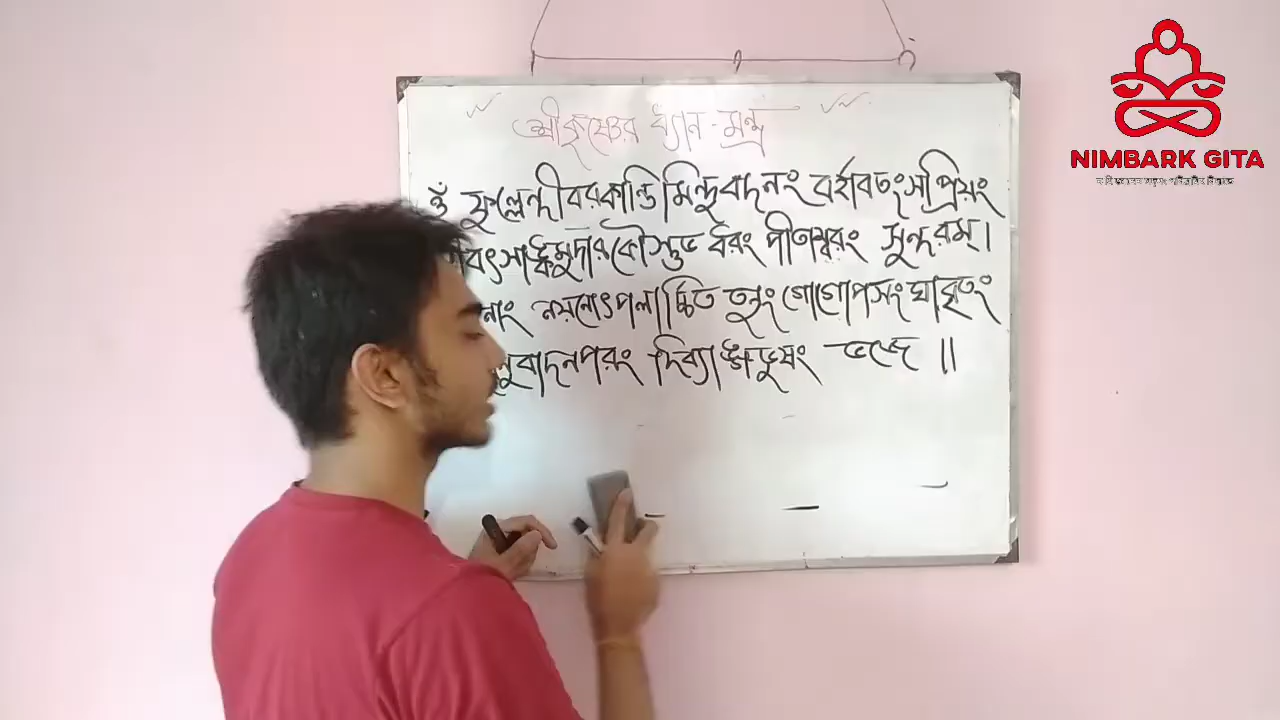 শ্রীকৃষ্ণের ধ্যান-মন্ত্র
ওঁ ফুল্লেন্দীবরকান্তি মিন্দুবদনং বর্হাবতংসপ্রিয়ং
বৎসাঙ্কমুদারকৌস্তুভ ধরং পীতাম্বরং সুন্দরম্।
নাং নয়নোৎপলার্চ্চিত তনুং গোগোপসংঘাবৃতং
নুবাদনপরং দিব্যাঙ্গভূষং ভজে ॥
NIMBARK GITA